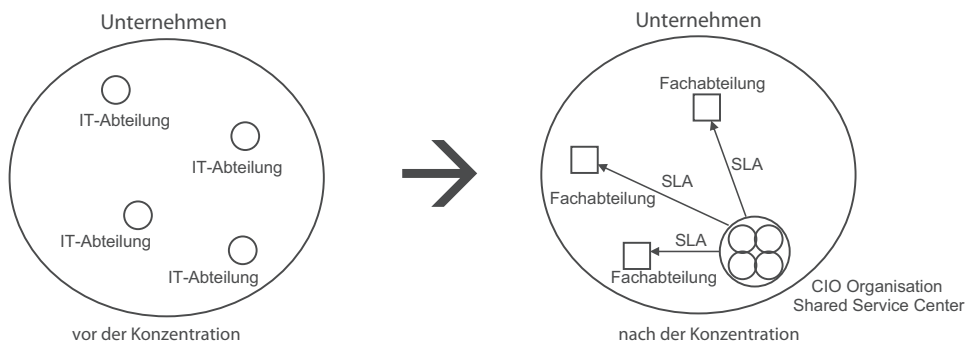 Unternehmen
IT-Abteilung
IT-Abteilung
IT-Abteilung
IT-Abteilung
vor der Konzentration
Unternehmen
Fachabteilung
SLA
SLA
Fachabteilung
SLA
Fachabteilung
CIO Organisation
Shared Service Center
nach der Konzentration